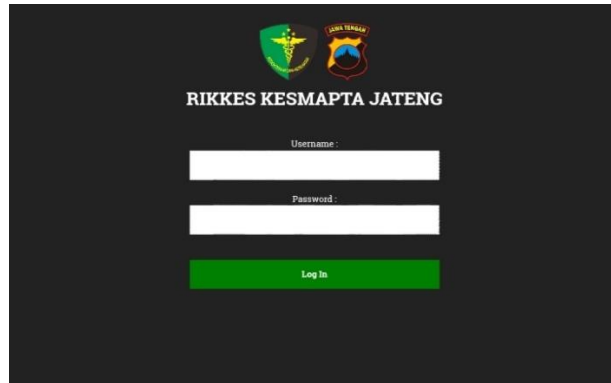 JAWA TENGAH
RIKKES KESMAPTA JATENG
Username :
Password :
Log In